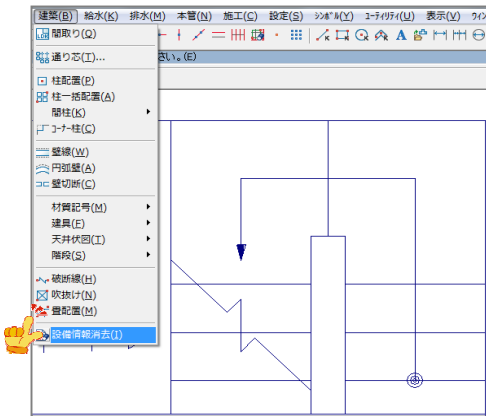 建築(B) 給水(K) 排水(M) 本管(N) 施工(C) 設定(S) ｼﾝﾎﾞﾙ(Y) ﾕｰﾃｨﾘﾃｨ(U) 表示(V)
間取り(Q)
さい。(E)
通り芯(T)...
柱配置(P)
柱一括配置(A)
間柱(K)
ｺｰﾅｰ柱(C)
壁線(W)
円弧壁(A)
壁切断(C)
材質記号(M)
建具(F)
天井伏図(T)
階段(S)
破断線(H)
吹抜け(N)
畳配置(M)
設備情報消去(I)